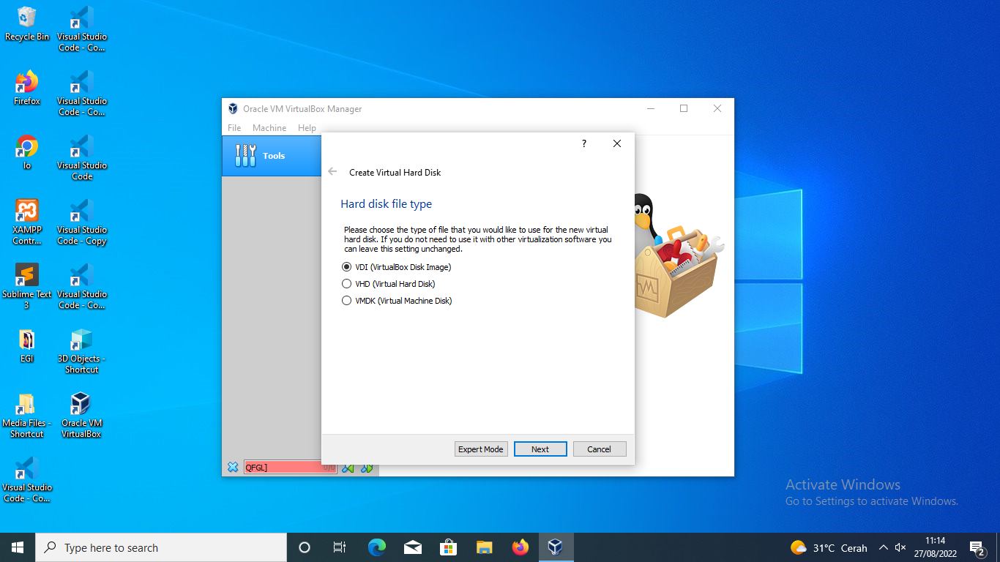 Recycle Bin
Visual Studio
Code - Co...
Firefox
Visual Studio
Code - Co...
Io
Visual Studio
Code
XAMPP
Contr...
Visual Studio
Code - Copy
Sublime Text
3
Visual Studio
Code - Co...
EGI
3D Objects -
Shortcut
Media Files -
Shortcut
Oracle VM
VirtualBox
Visual Studio
Code - Co...
Oracle VM VirtualBox Manager
File Machine Help
Tools
?
Create Virtual Hard Disk
Hard disk file type
Please choose the type of file that you would like to use for the new virtual
hard disk. If you do not need to use it with other virtualization software you
can leave this setting unchanged.
VDI (VirtualBox Disk Image)
VHD (Virtual Hard Disk)
VMDK (Virtual Machine Disk)
Expert Mode Next Cancel
QFGL] 0/0
Activate Windows
Go to Settings to activate Windows.
Type here to search
31°C Cerah
11:14
27/08/2022
2